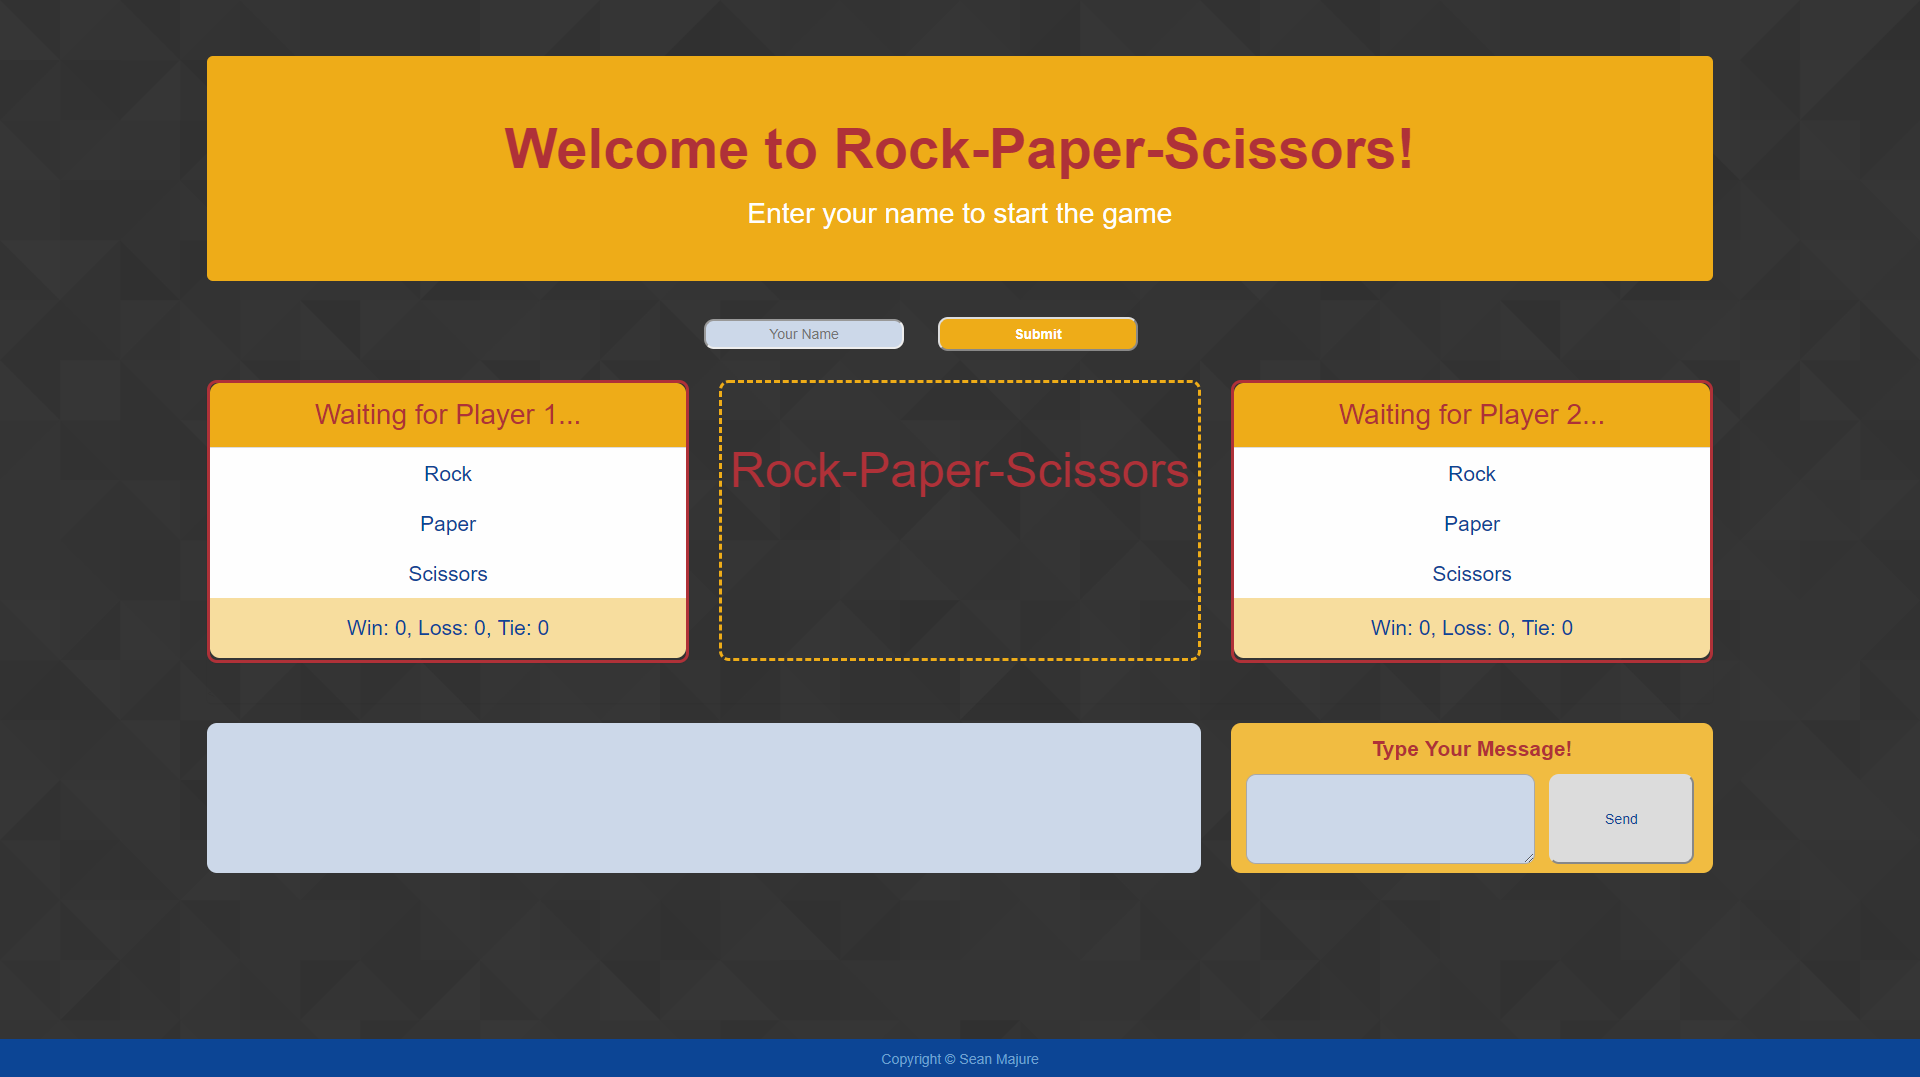 Welcome to Rock-Paper-Scissors!
Enter your name to start the game
Your Name
Submit
Waiting for Player 1...
Rock
Paper
Scissors
Win: 0, Loss: 0, Tie: 0
Rock-Paper-Scissors
Waiting for Player 2...
Rock
Paper
Scissors
Win: 0, Loss: 0, Tie: 0
Type Your Message!
Send
Copyright © Sean Majure